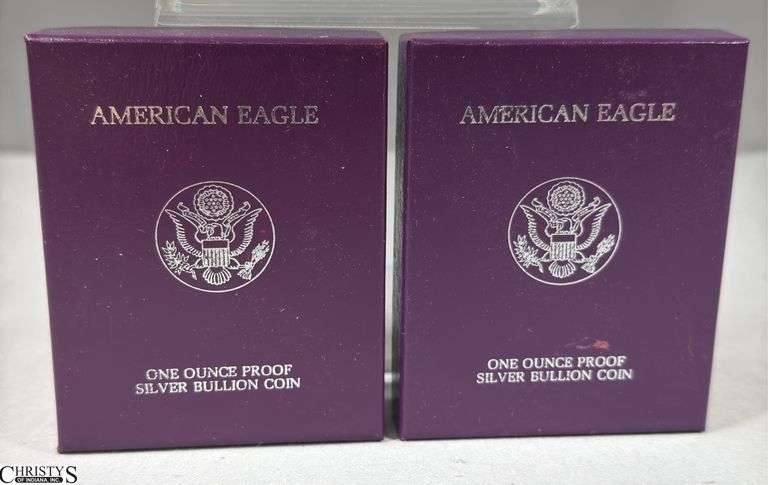 AMERICAN EAGLE
ONE OUNCE PROOF
SILVER BULLION COIN
AMERICAN EAGLE
ONE OUNCE PROOF
SILVER BULLION COIN
CHRISTYS
OF INDIANA, INC.